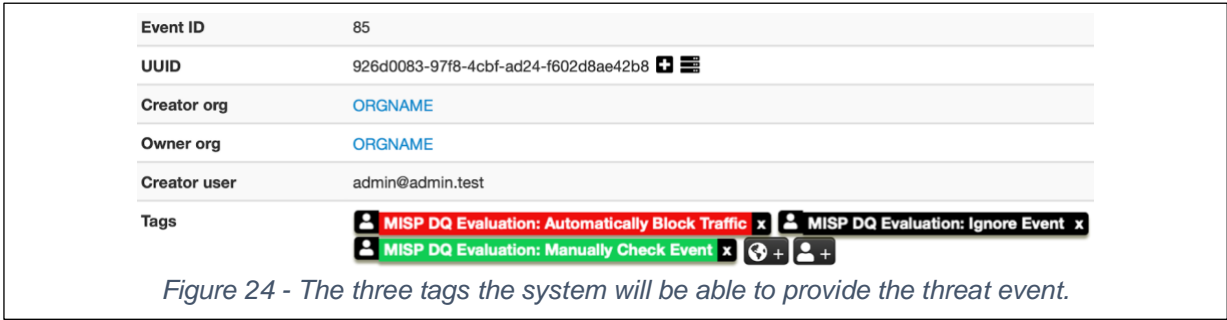 Event ID 85
UUID 926d0083-97f8-4cbf-ad24-f602d8ae42b8
Creator org ORGNAME
Owner org ORGNAME
Creator user admin@admin.test
Tags MISP DQ Evaluation: Automatically Block Traffic x MISP DQ Evaluation: Ignore Event x
MISP DQ Evaluation: Manually Check Event x + +
Figure 24 - The three tags the system will be able to provide the threat event.